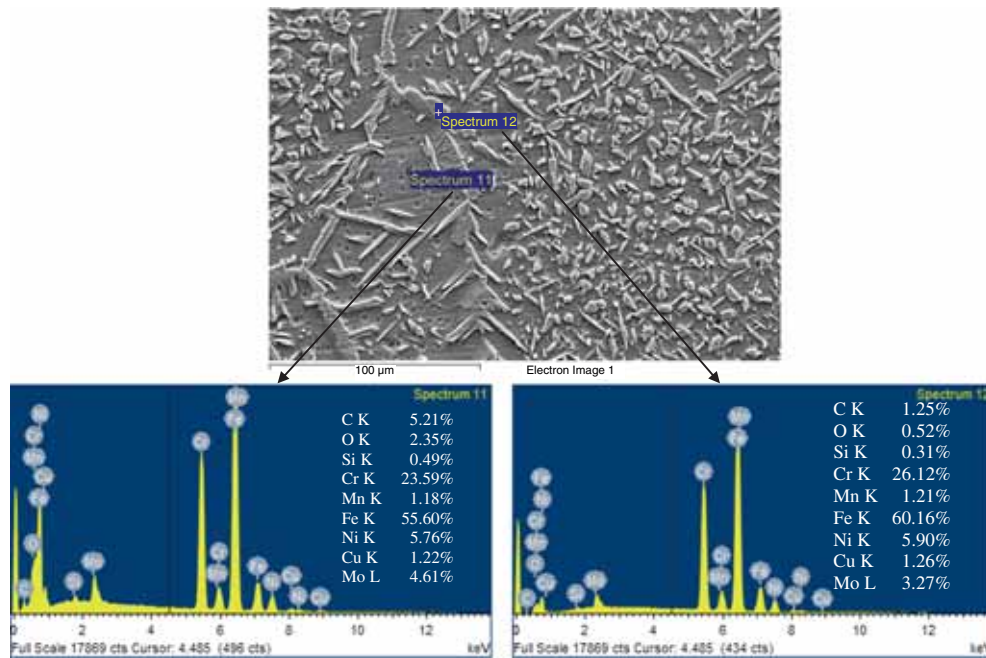 Spectrum 12
Spectrum 11
100 μm
Electron Image 1
Spectrum 11
C K 5.21%
O K 2.35%
Si K 0.49%
Cr K 23.59%
Mn K 1.18%
Fe K 55.60%
Ni K 5.76%
Cu K 1.22%
Mo L 4.61%
0 2 4 6 8 10 12
Full Scale 17869 cts Cursor: 4.485 (496 cts) keV
Spectrum 12
C K 1.25%
O K 0.52%
Si K 0.31%
Cr K 26.12%
Mn K 1.21%
Fe K 60.16%
Ni K 5.90%
Cu K 1.26%
Mo L 3.27%
0 2 4 6 8 10 12
Full Scale 17869 cts Cursor: 4.485 (434 cts) keV